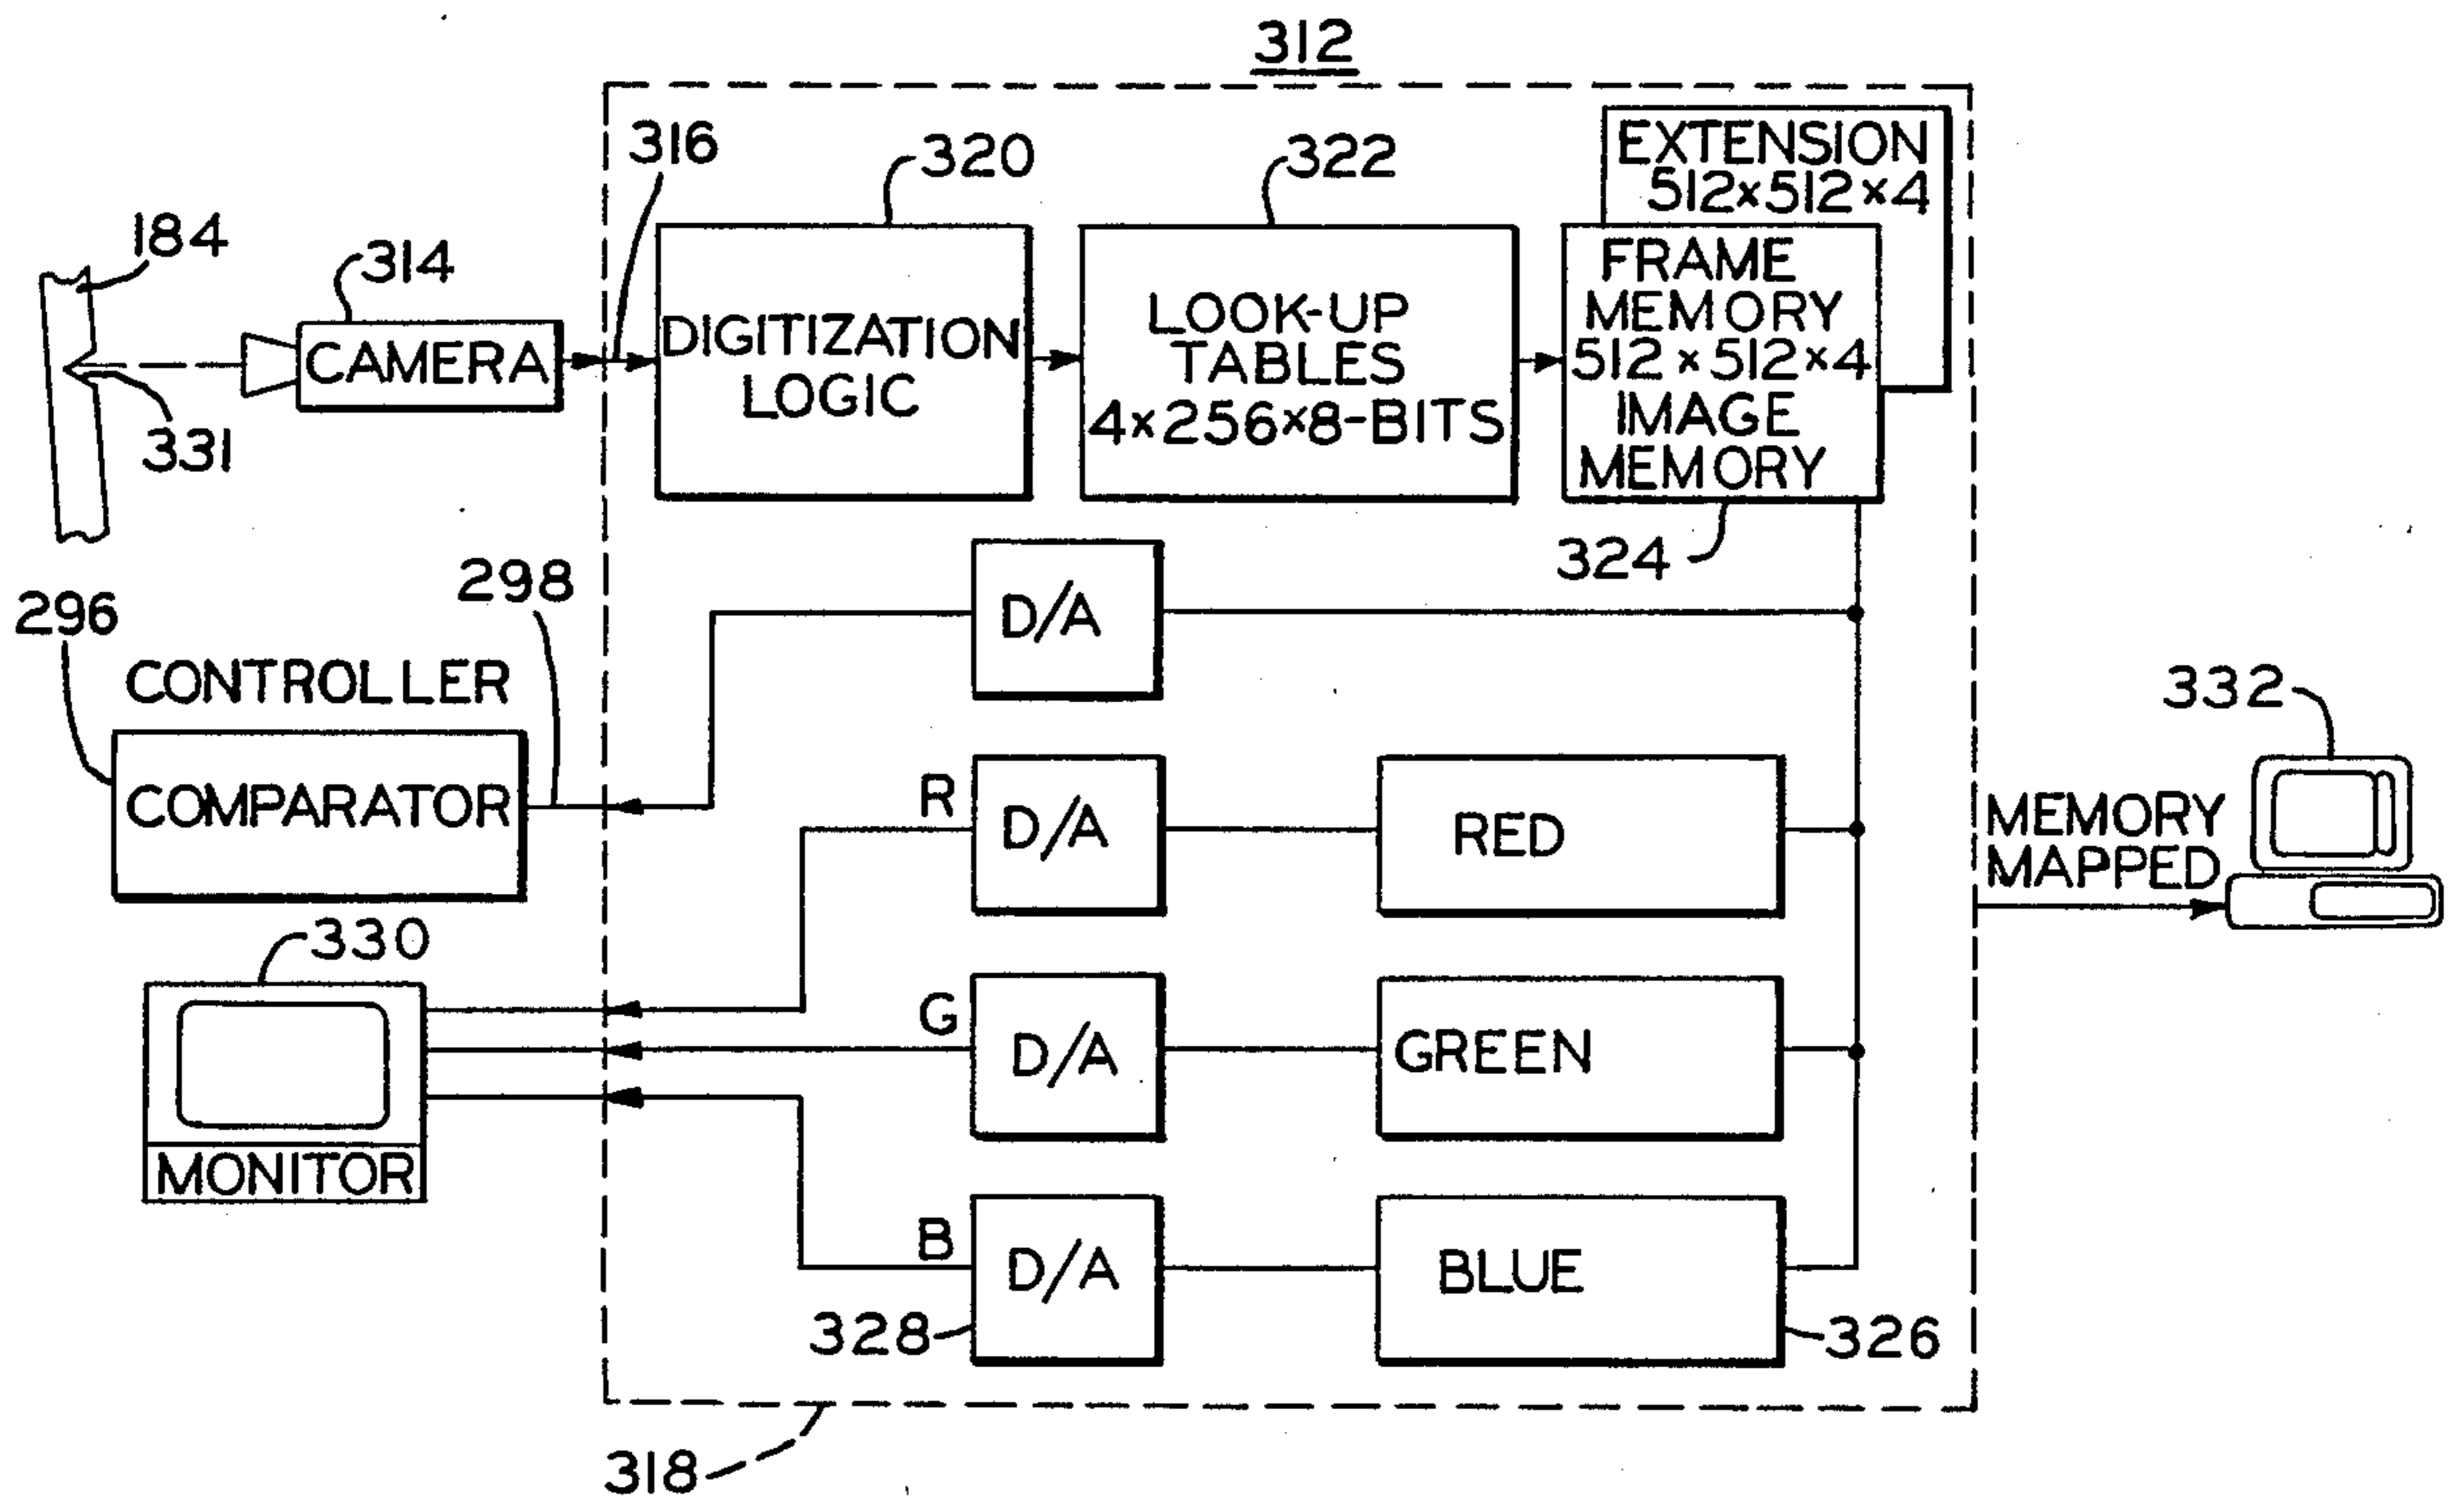 312
316
320
322
EXTENSION
512×512×4
184
314
CAMERA
331
DIGITIZATION
LOGIC
LOOK-UP
TABLES
4×256×8-BITS
FRAME
MEMORY
512×512×4
IMAGE
MEMORY
324
296
298
CONTROLLER
COMPARATOR
D/A
R
D/A
RED
332
MEMORY
MAPPED
330
MONITOR
G
D/A
GREEN
B
D/A
BLUE
328
326
318